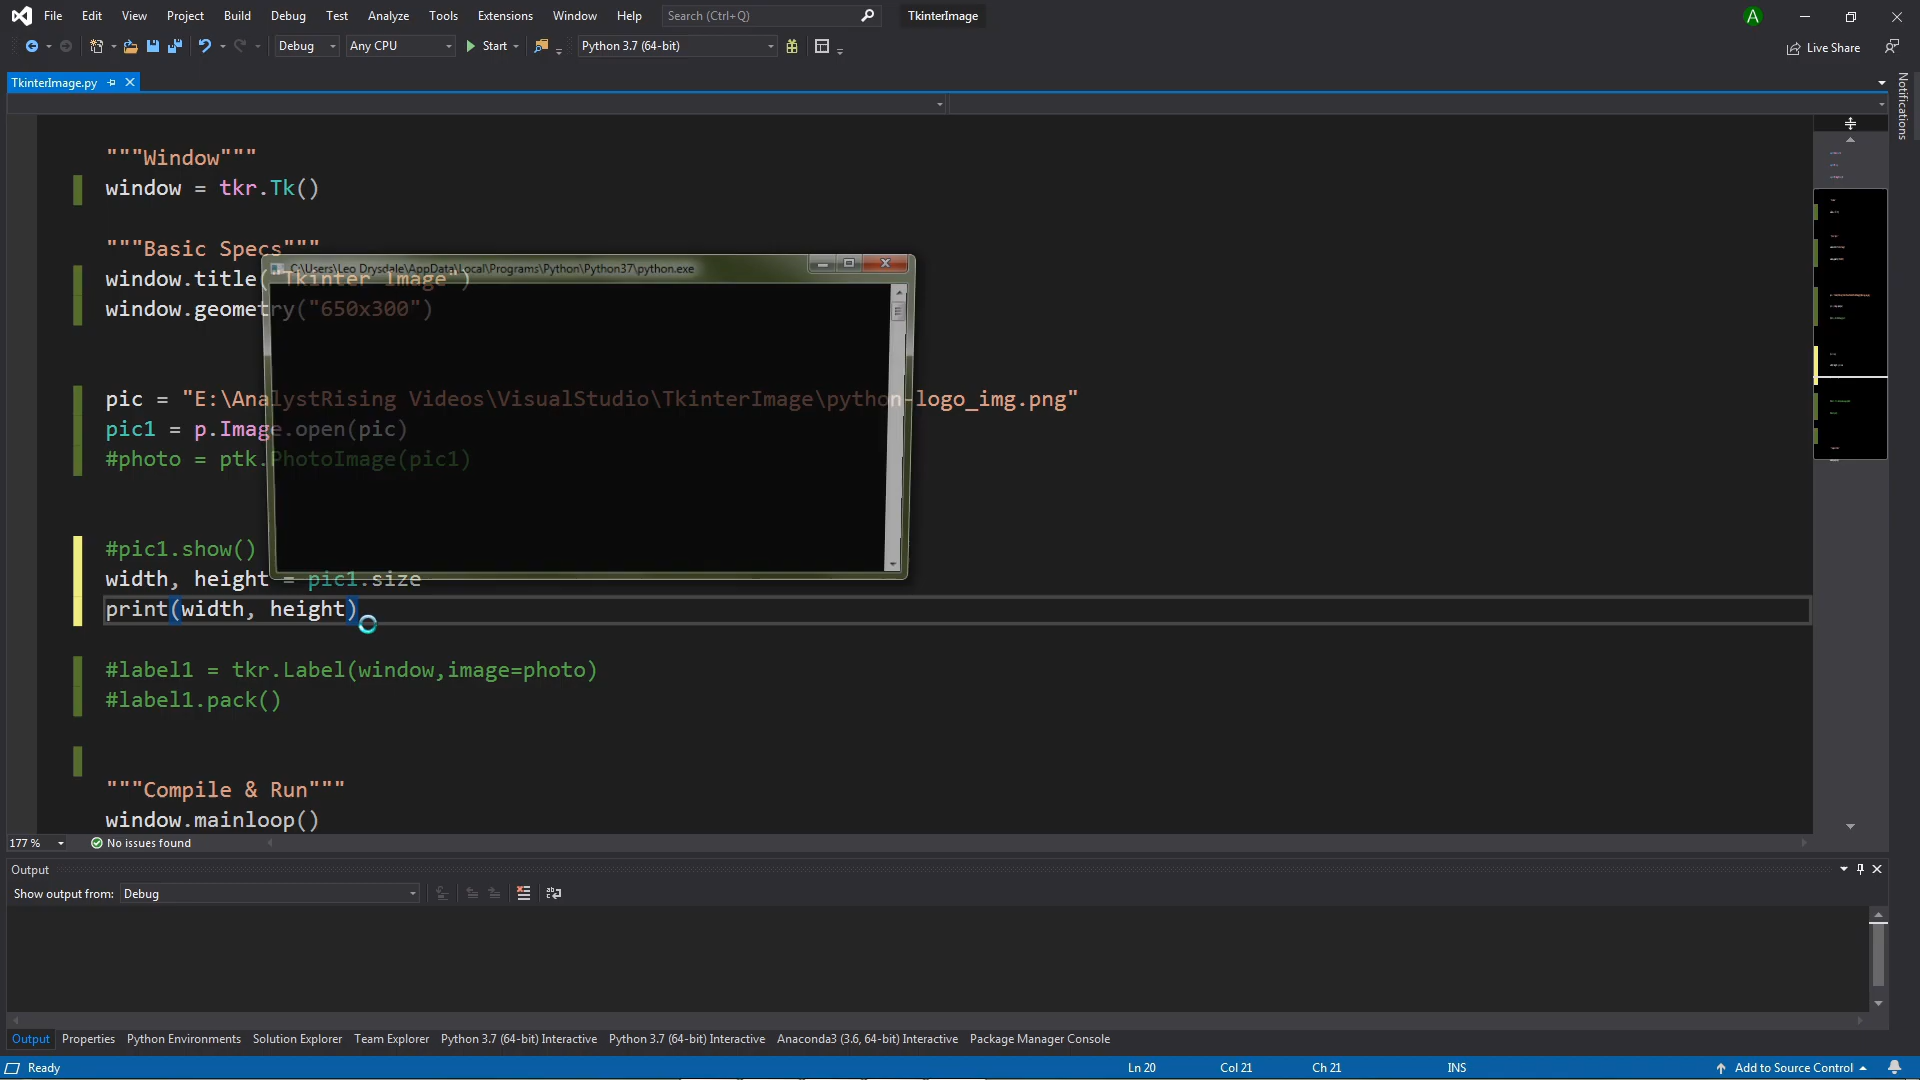 File Edit View Project Build Debug Test Analyze Tools Extensions Window Help Search (Ctrl+Q) TkinterImage A
Debug Any CPU Start Python 3.7 (64-bit) Live Share
TkinterImage.py
Notifications
"""Window"""
window = tkr.Tk()
"""Basic Specs"""
C:\Users\Leo Drysdale\AppData\Local\Programs\Python\Python37\python.exe
window.title("Tkinter Image")
window.geometry("650x300")
pic = "E:\AnalystRising Videos\VisualStudio\TkinterImage\python-logo_img.png"
pic1 = p.Image.open(pic)
#photo = ptk.PhotoImage(pic1)
#pic1.show()
width, height = pic1.size
print(width, height)
#label1 = tkr.Label(window,image=photo)
#label1.pack()
"""Compile & Run"""
window.mainloop()
177 % No issues found
Output
Show output from: Debug
Output Properties Python Environments Solution Explorer Team Explorer Python 3.7 (64-bit) Interactive Python 3.7 (64-bit) Interactive Anaconda3 (3.6, 64-bit) Interactive Package Manager Console
Ready Ln 20 Col 21 Ch 21 INS Add to Source Control